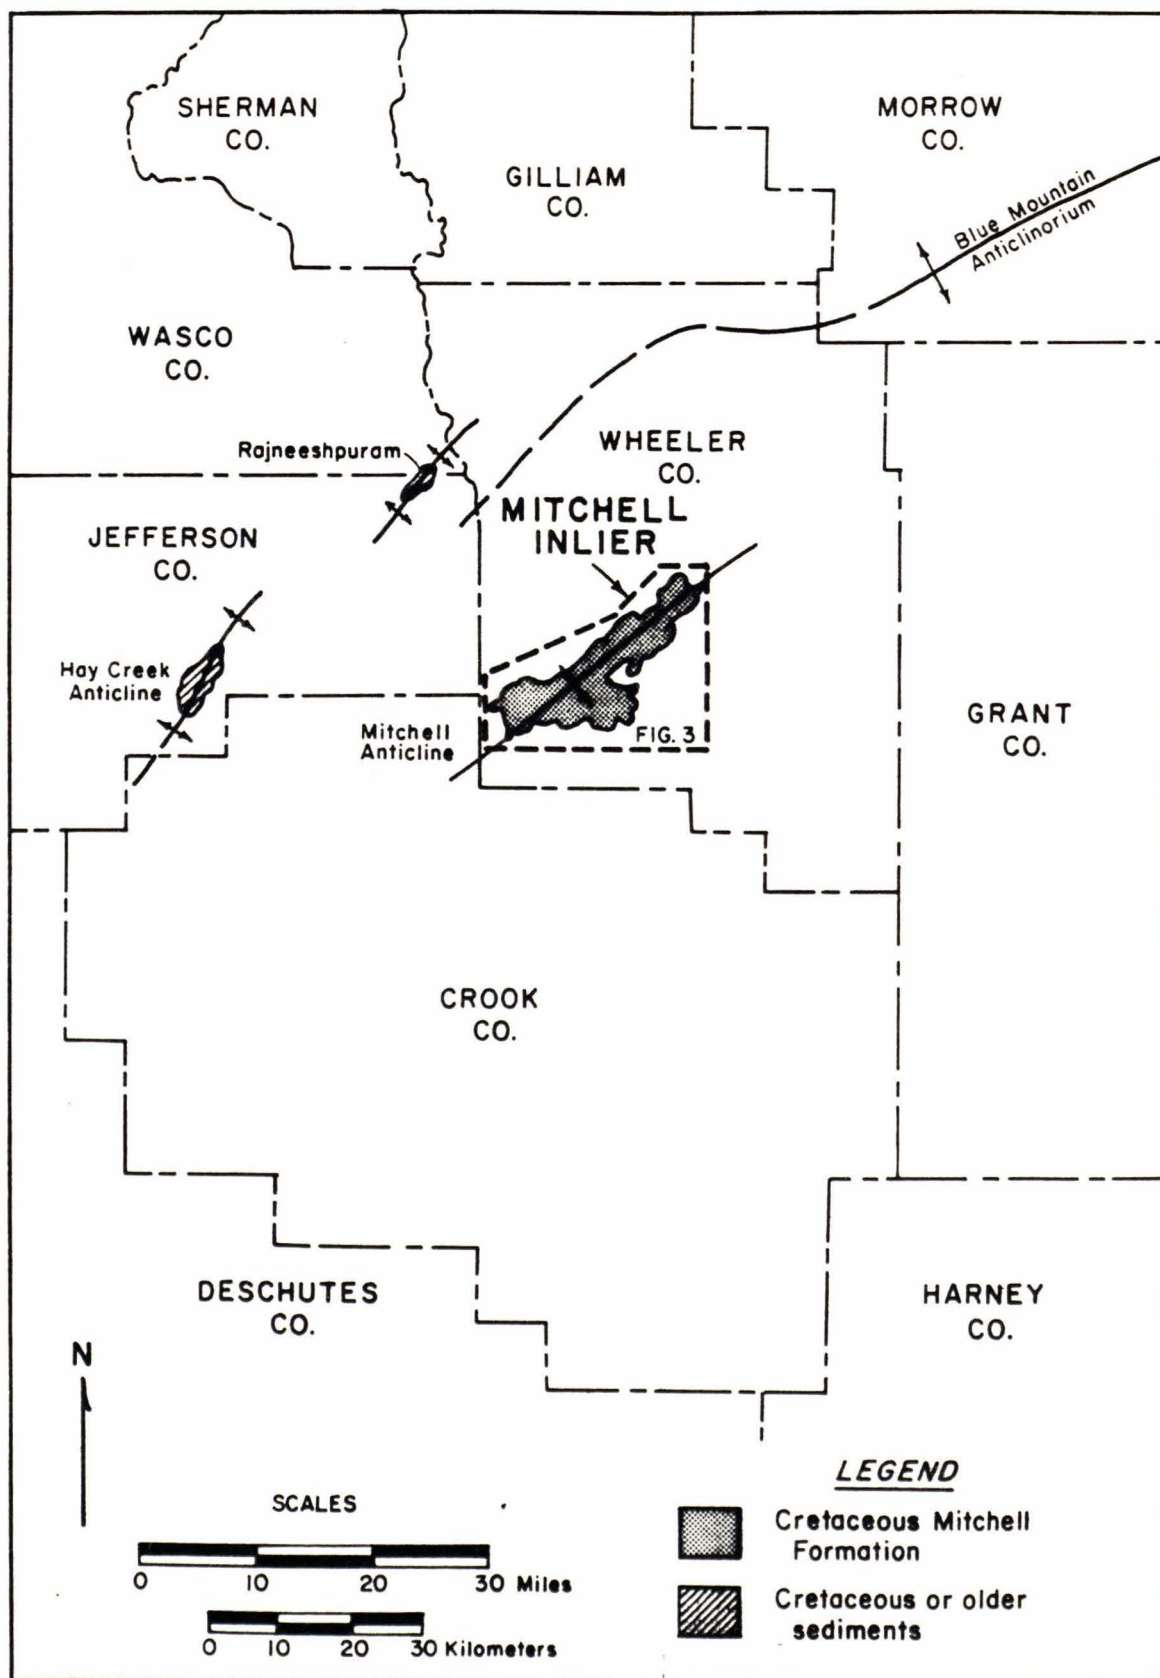 SHERMAN
CO.
MORROW
CO.
GILLIAM
CO.
Blue Mountain
Anticlinorium
WASCO
CO.
Rajneeshpuram
WHEELER
CO.
MITCHELL
INLIER
JEFFERSON
CO.
Hay Creek
Anticline
Mitchell
Anticline
FIG. 3
GRANT
CO.
CROOK
CO.
DESCHUTES
CO.
HARNEY
CO.
N
LEGEND
SCALES
0 10 20 30 Miles
0 10 20 30 Kilometers
Cretaceous Mitchell
Formation
Cretaceous or older
sediments